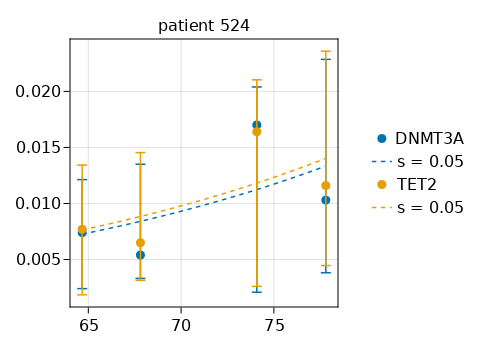 patient 524
0.020
0.015
0.010
0.005
65
70
75
DNMT3A
s = 0.05
TET2
s = 0.05